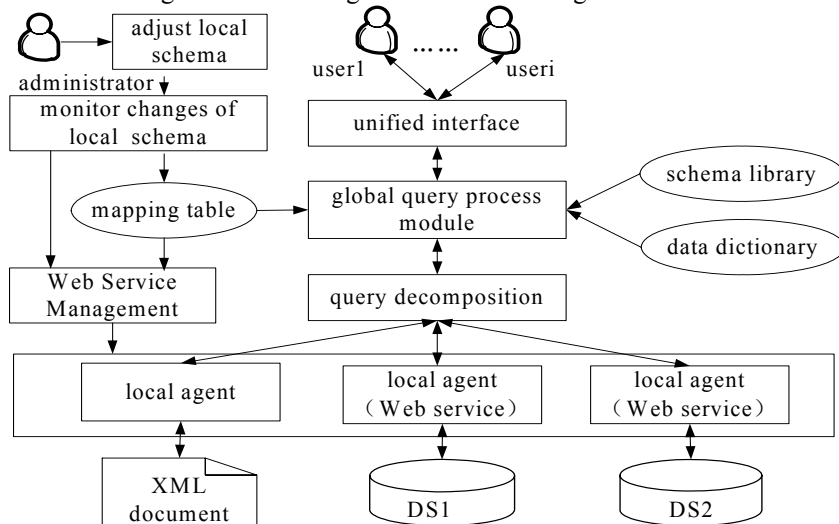 adjust local
schema
administrator
monitor changes of
local schema
mapping table
Web Service
Management
…… 
user1
useri
unified interface
global query process
module
schema library
data dictionary
query decomposition
local agent
local agent
（Web service）
local agent
（Web service）
XML
document
DS1
DS2